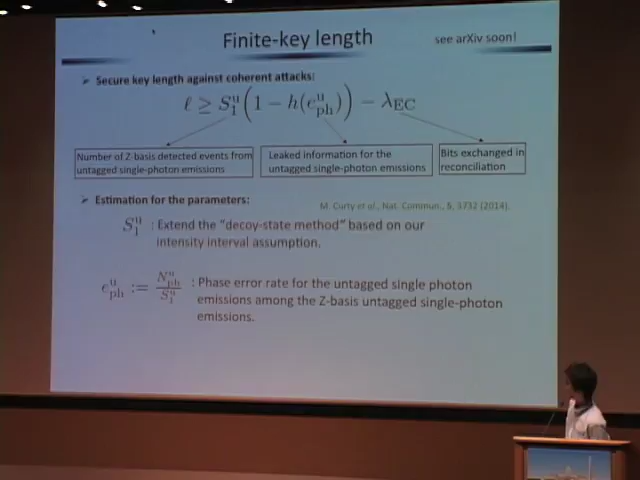 Finite-key length
see arXiv soon!
➢ Secure key length against coherent attacks:
ℓ ≥ S₁ᵘ(1 − h(eᵘₚₕ)) − λ_EC
Number of Z-basis detected events from
untagged single-photon emissions
Leaked information for the
untagged single-photon emissions
Bits exchanged in
reconciliation
➢ Estimation for the parameters:
M. Curty et al., Nat. Commun., 5, 3732 (2014).
S₁ᵘ : Extend the "decoy-state method" based on our
intensity interval assumption.
eᵘₚₕ := Nᵘₚₕ / S₁ᵘ : Phase error rate for the untagged single photon
emissions among the Z-basis untagged single-photon
emissions.